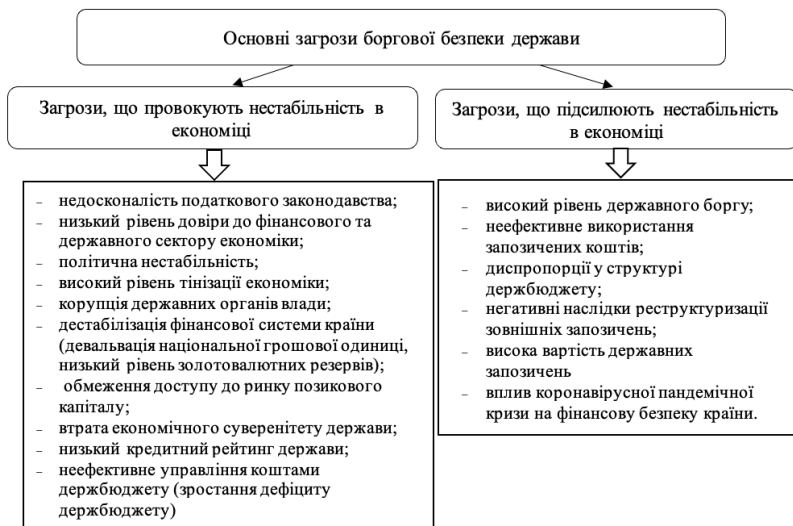 Основні загрози боргової безпеки держави
Загрози, що провокують нестабільність в
економіці
Загрози, що підсилюють нестабільність
в економіці
– недосконалість податкового законодавства;
– низький рівень довіри до фінансового та
державного сектору економіки;
– політична нестабільність;
– високий рівень тінізації економіки;
– корупція державних органів влади;
– дестабілізація фінансової системи країни
(девальвація національної грошової одиниці,
низький рівень золотовалютних резервів);
– обмеження доступу до ринку позикового
капіталу;
– втрата економічного суверенітету держави;
– низький кредитний рейтинг держави;
– неефективне управління коштами
держбюджету (зростання дефіциту
держбюджету)
– високий рівень державного боргу;
– неефективне використання
запозичених коштів;
– диспропорції у структурі
держбюджету;
– негативні наслідки реструктуризації
зовнішніх запозичень;
– висока вартість державних
запозичень
– вплив коронавірусної пандемічної
кризи на фінансову безпеку країни.